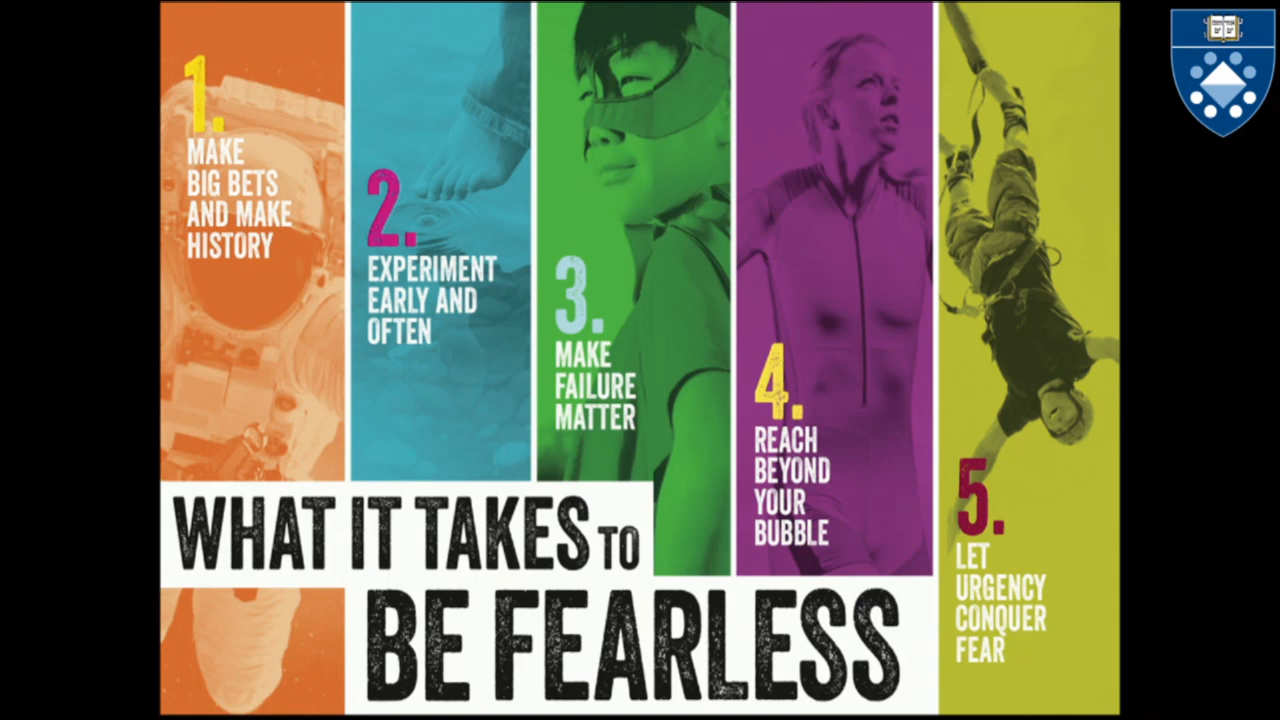 1.
MAKE
BIG BETS
AND MAKE
HISTORY
2.
EXPERIMENT
EARLY AND
OFTEN
3.
MAKE
FAILURE
MATTER
4.
REACH
BEYOND
YOUR
BUBBLE
5.
LET
URGENCY
CONQUER
FEAR
WHAT IT TAKES TO
BE FEARLESS